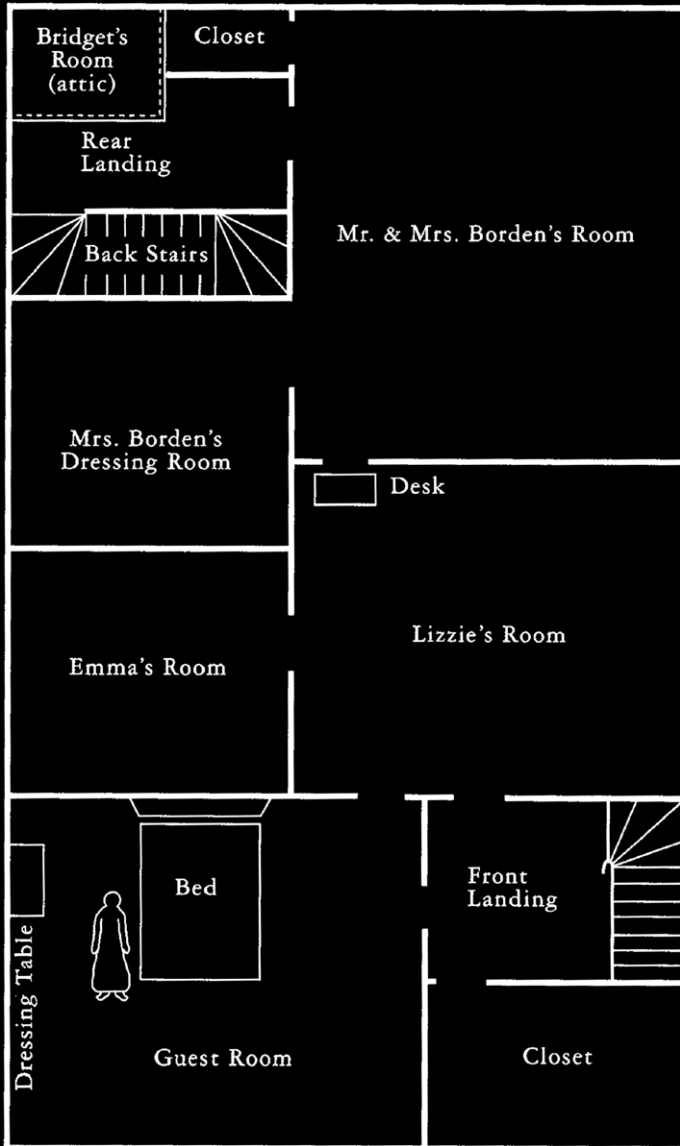 Bridget's
Room
(attic)
Closet
Rear
Landing
Back Stairs
Mr. & Mrs. Borden's Room
Mrs. Borden's
Dressing Room
Desk
Lizzie's Room
Emma's Room
Bed
Front
Landing
Dressing Table
Guest Room
Closet